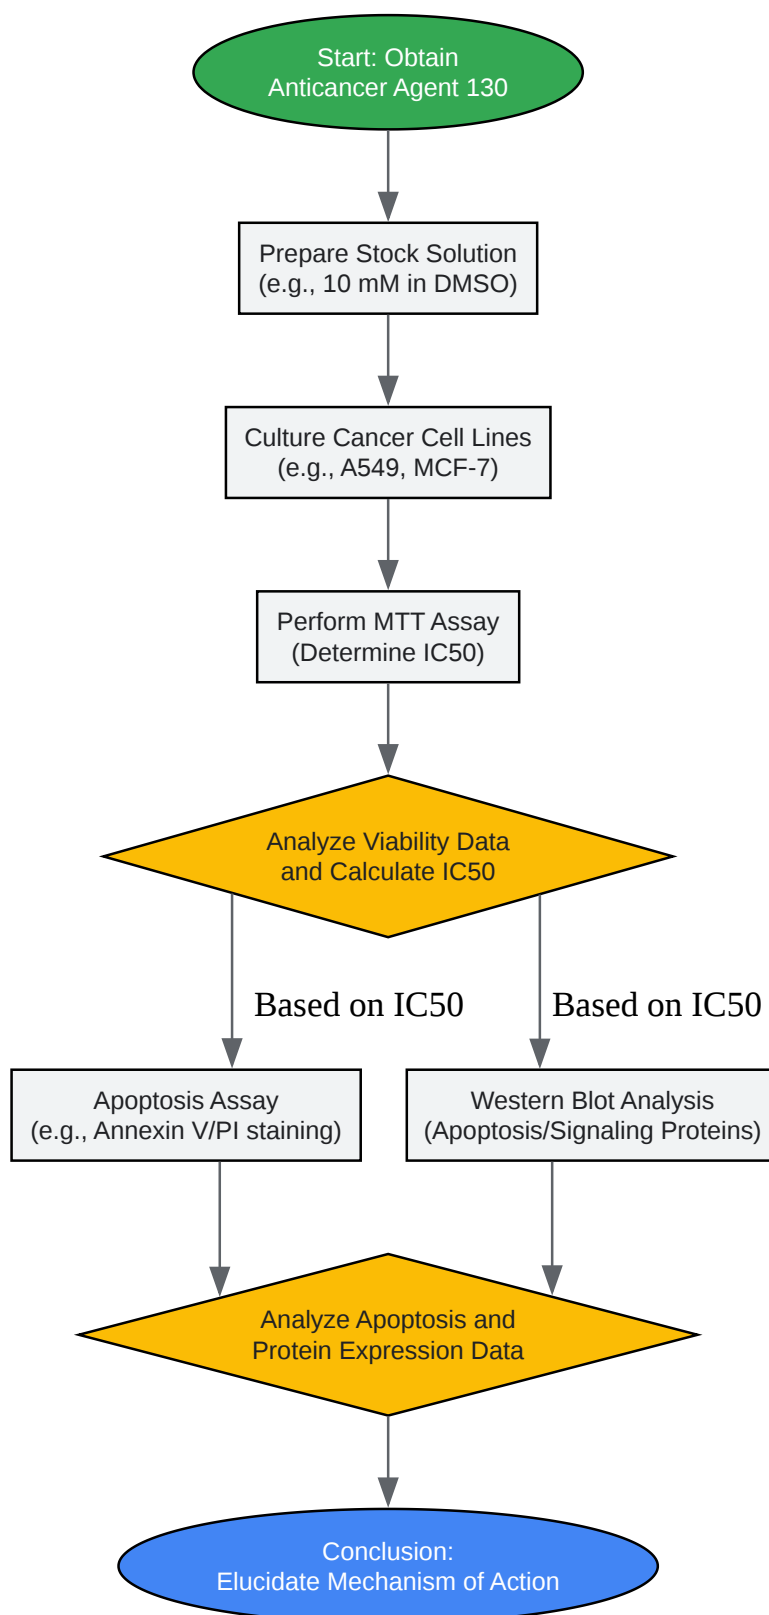 Start: Obtain
Anticancer Agent 130
Prepare Stock Solution
(e.g., 10 mM in DMSO)
Culture Cancer Cell Lines
(e.g., A549, MCF-7)
Perform MTT Assay
(Determine IC50)
Analyze Viability Data
and Calculate IC50
Based on IC50
Based on IC50
Apoptosis Assay
(e.g., Annexin V/PI staining)
Western Blot Analysis
(Apoptosis/Signaling Proteins)
Analyze Apoptosis and
Protein Expression Data
Conclusion:
Elucidate Mechanism of Action